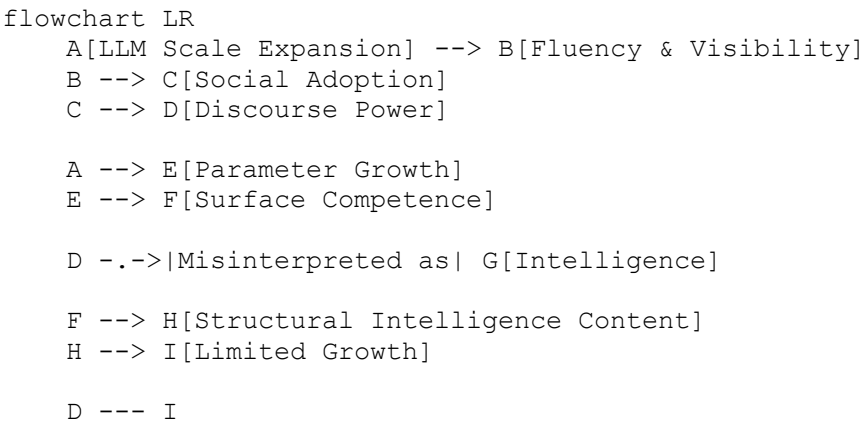 flowchart LR
    A[LLM Scale Expansion] --> B[Fluency & Visibility]
    B --> C[Social Adoption]
    C --> D[Discourse Power]

    A --> E[Parameter Growth]
    E --> F[Surface Competence]

    D -.->|Misinterpreted as| G[Intelligence]

    F --> H[Structural Intelligence Content]
    H --> I[Limited Growth]

    D --- I